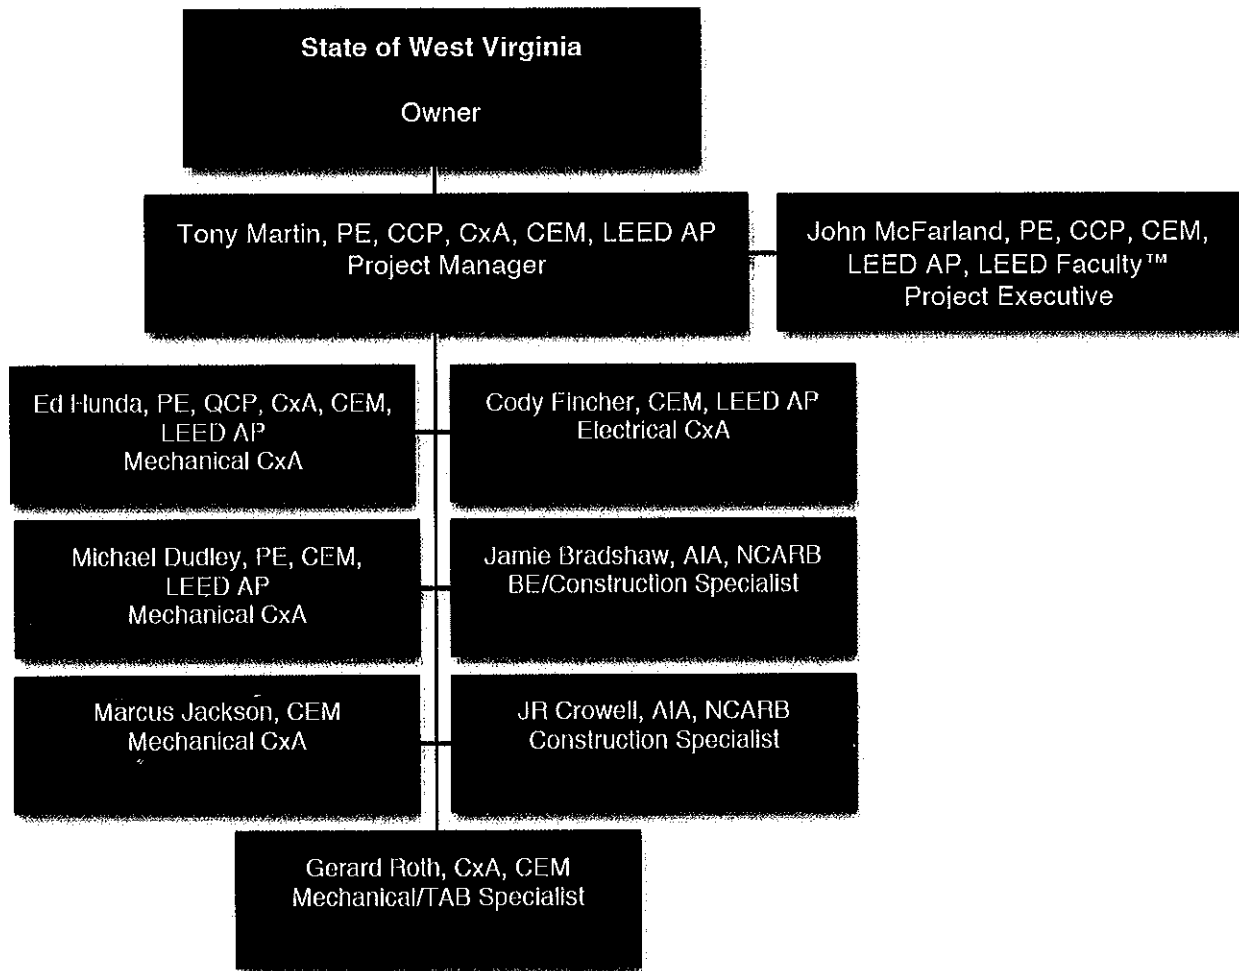 State of West Virginia
Owner
Tony Martin, PE, CCP, CxA, CEM, LEED AP
Project Manager
John McFarland, PE, CCP, CEM,
LEED AP, LEED Faculty™
Project Executive
Ed Hunda, PE, QCP, CxA, CEM,
LEED AP
Mechanical CxA
Cody Fincher, CEM, LEED AP
Electrical CxA
Michael Dudley, PE, CEM,
LEED AP
Mechanical CxA
Jamie Bradshaw, AIA, NCARB
BE/Construction Specialist
Marcus Jackson, CEM
Mechanical CxA
JR Crowell, AIA, NCARB
Construction Specialist
Gerard Roth, CxA, CEM
Mechanical/TAB Specialist